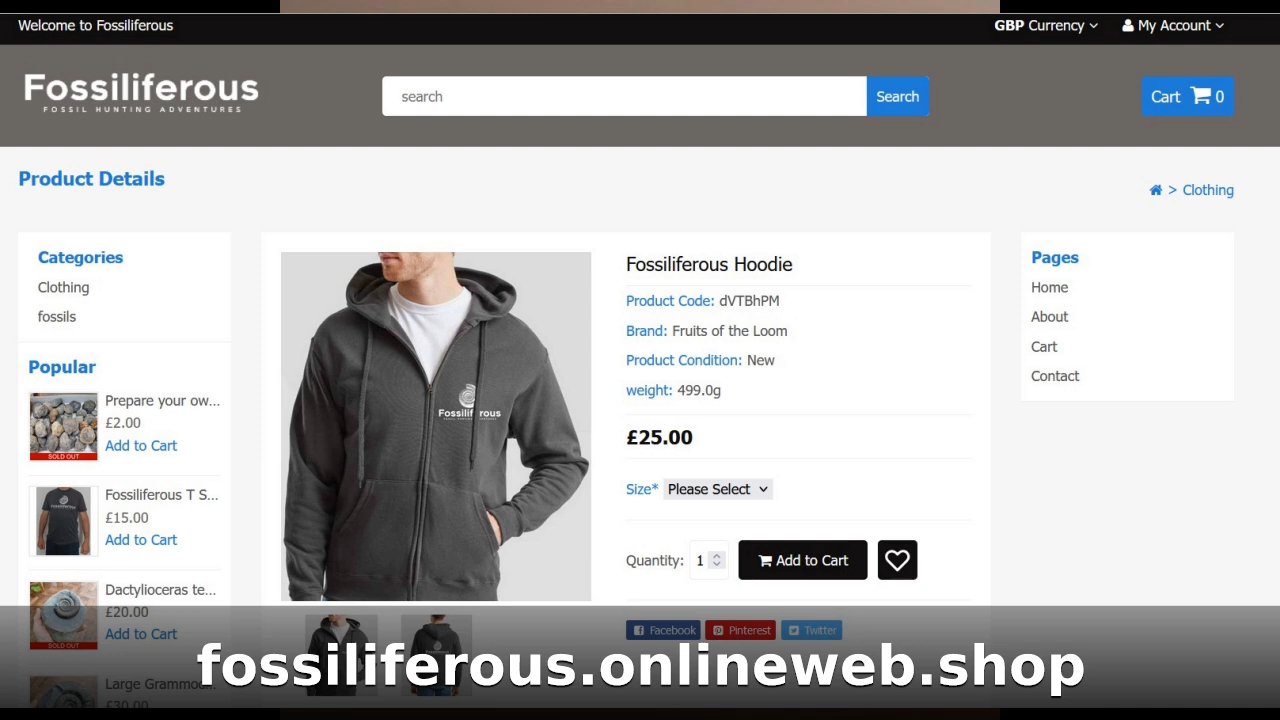 Welcome to Fossiliferous
GBP Currency
My Account
Fossiliferous
FOSSIL HUNTING ADVENTURES
search
Search
Cart 0
Product Details
> Clothing
Categories
Clothing
fossils
Popular
Prepare your ow...
£2.00
Add to Cart
SOLD OUT
Fossiliferous T S...
£15.00
Add to Cart
Dactylioceras te...
£20.00
Add to Cart
SOLD OUT
Large Grammoc...
£30.00
Fossiliferous Hoodie
Product Code: dVTBhPM
Brand: Fruits of the Loom
Product Condition: New
weight: 499.0g
£25.00
Size* Please Select
Quantity: 1
Add to Cart
Facebook
Pinterest
Twitter
Pages
Home
About
Cart
Contact
fossiliferous.onlineweb.shop